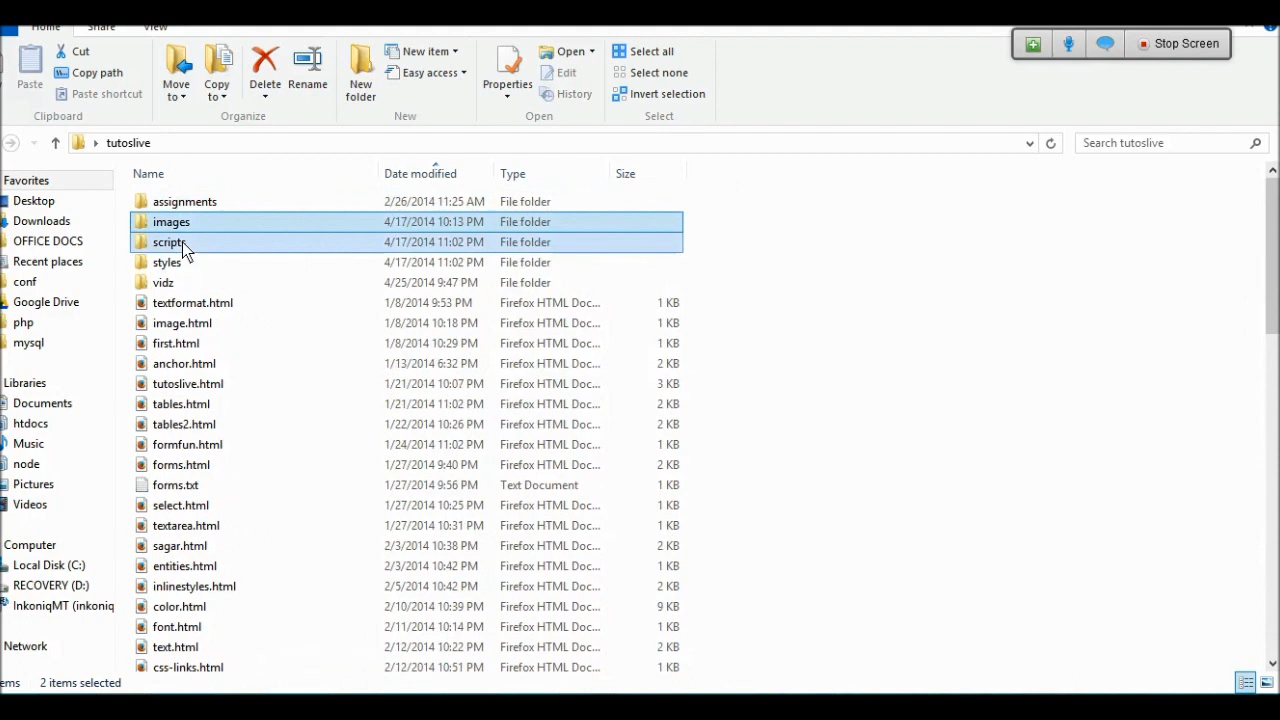 Home Share View
Cut
Copy path
Paste shortcut
Paste
Clipboard
Move to
Copy to
Delete
Rename
Organize
New folder
New item
Easy access
New
Properties
Open
Edit
History
Open
Select all
Select none
Invert selection
Select
Stop Screen
tutoslive
Search tutoslive
Name Date modified Type Size
Favorites
Desktop
Downloads
OFFICE DOCS
Recent places
conf
Google Drive
php
mysql
Libraries
Documents
htdocs
Music
node
Pictures
Videos
Computer
Local Disk (C:)
RECOVERY (D:)
InkoniqMT (inkoniq
Network
assignments 2/26/2014 11:25 AM File folder
images 4/17/2014 10:13 PM File folder
scripts 4/17/2014 11:02 PM File folder
styles 4/17/2014 11:02 PM File folder
vidz 4/25/2014 9:47 PM File folder
textformat.html 1/8/2014 9:53 PM Firefox HTML Doc... 1 KB
image.html 1/8/2014 10:18 PM Firefox HTML Doc... 1 KB
first.html 1/8/2014 10:29 PM Firefox HTML Doc... 1 KB
anchor.html 1/13/2014 6:32 PM Firefox HTML Doc... 1 KB
tutoslive.html 1/21/2014 10:07 PM Firefox HTML Doc... 3 KB
tables.html 1/21/2014 11:02 PM Firefox HTML Doc... 2 KB
tables2.html 1/22/2014 10:26 PM Firefox HTML Doc... 2 KB
formfun.html 1/24/2014 11:02 PM Firefox HTML Doc... 1 KB
forms.html 1/27/2014 9:40 PM Firefox HTML Doc... 2 KB
forms.txt 1/27/2014 9:56 PM Text Document 1 KB
select.html 1/27/2014 10:25 PM Firefox HTML Doc... 1 KB
textarea.html 1/27/2014 10:31 PM Firefox HTML Doc... 1 KB
sagar.html 2/3/2014 10:38 PM Firefox HTML Doc... 2 KB
entities.html 2/3/2014 10:42 PM Firefox HTML Doc... 1 KB
inlinestyles.html 2/5/2014 10:42 PM Firefox HTML Doc... 2 KB
color.html 2/10/2014 10:39 PM Firefox HTML Doc... 9 KB
font.html 2/11/2014 10:14 PM Firefox HTML Doc... 1 KB
text.html 2/12/2014 10:22 PM Firefox HTML Doc... 2 KB
css-links.html 2/12/2014 10:51 PM Firefox HTML Doc... 1 KB
ems 2 items selected